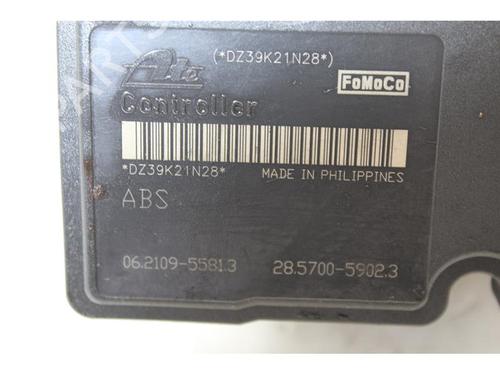 (*DZ39K21N28*)
Ate
FoMoCo
Controller
*DZ39K21N28*
MADE IN PHILIPPINES
ABS
06.2109-5581.3
28.5700-5902.3